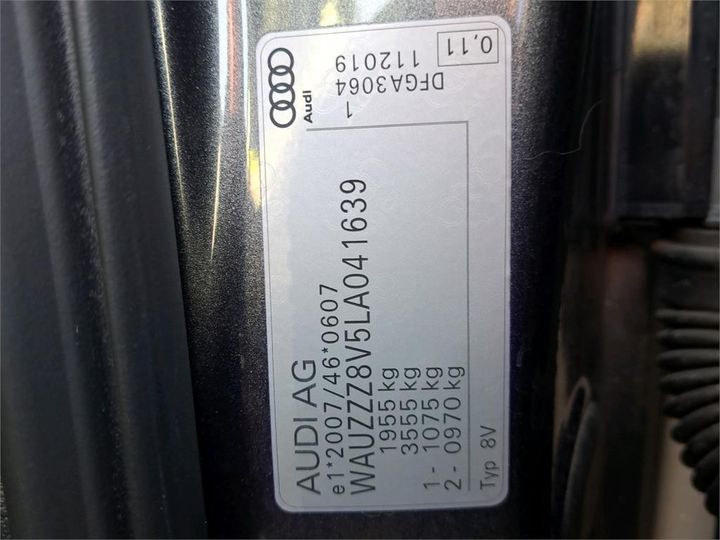 AUDI AG
e1*2007/46*0607
WAUZZZ8V5LA041639
1955 kg
3555 kg
1 - 1075 kg
2 - 0970 kg
Typ 8V
Audi
1
DFGA3064
112019
0,11